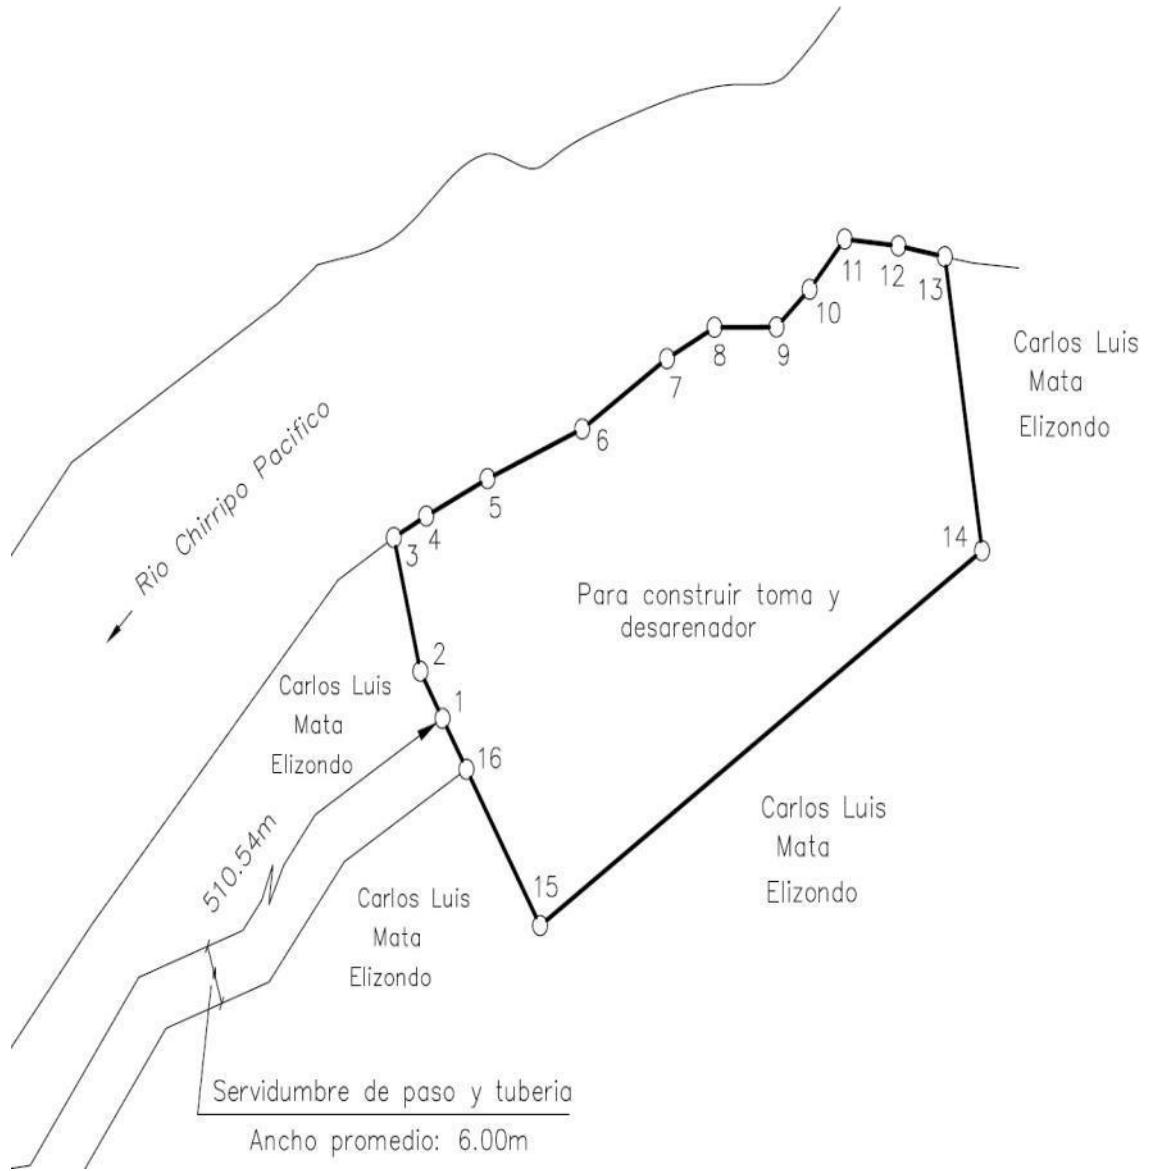 11
12
13
10
Carlos Luis
Mata
Elizondo
9
8
7
Rio Chirripo Pacifico
6
5
4
3
14
Para construir toma y
desarenador
2
Carlos Luis
Mata
Elizondo
1
16
Carlos Luis
Mata
Elizondo
510.54m
15
Carlos Luis
Mata
Elizondo
Servidumbre de paso y tuberia
Ancho promedio: 6.00m